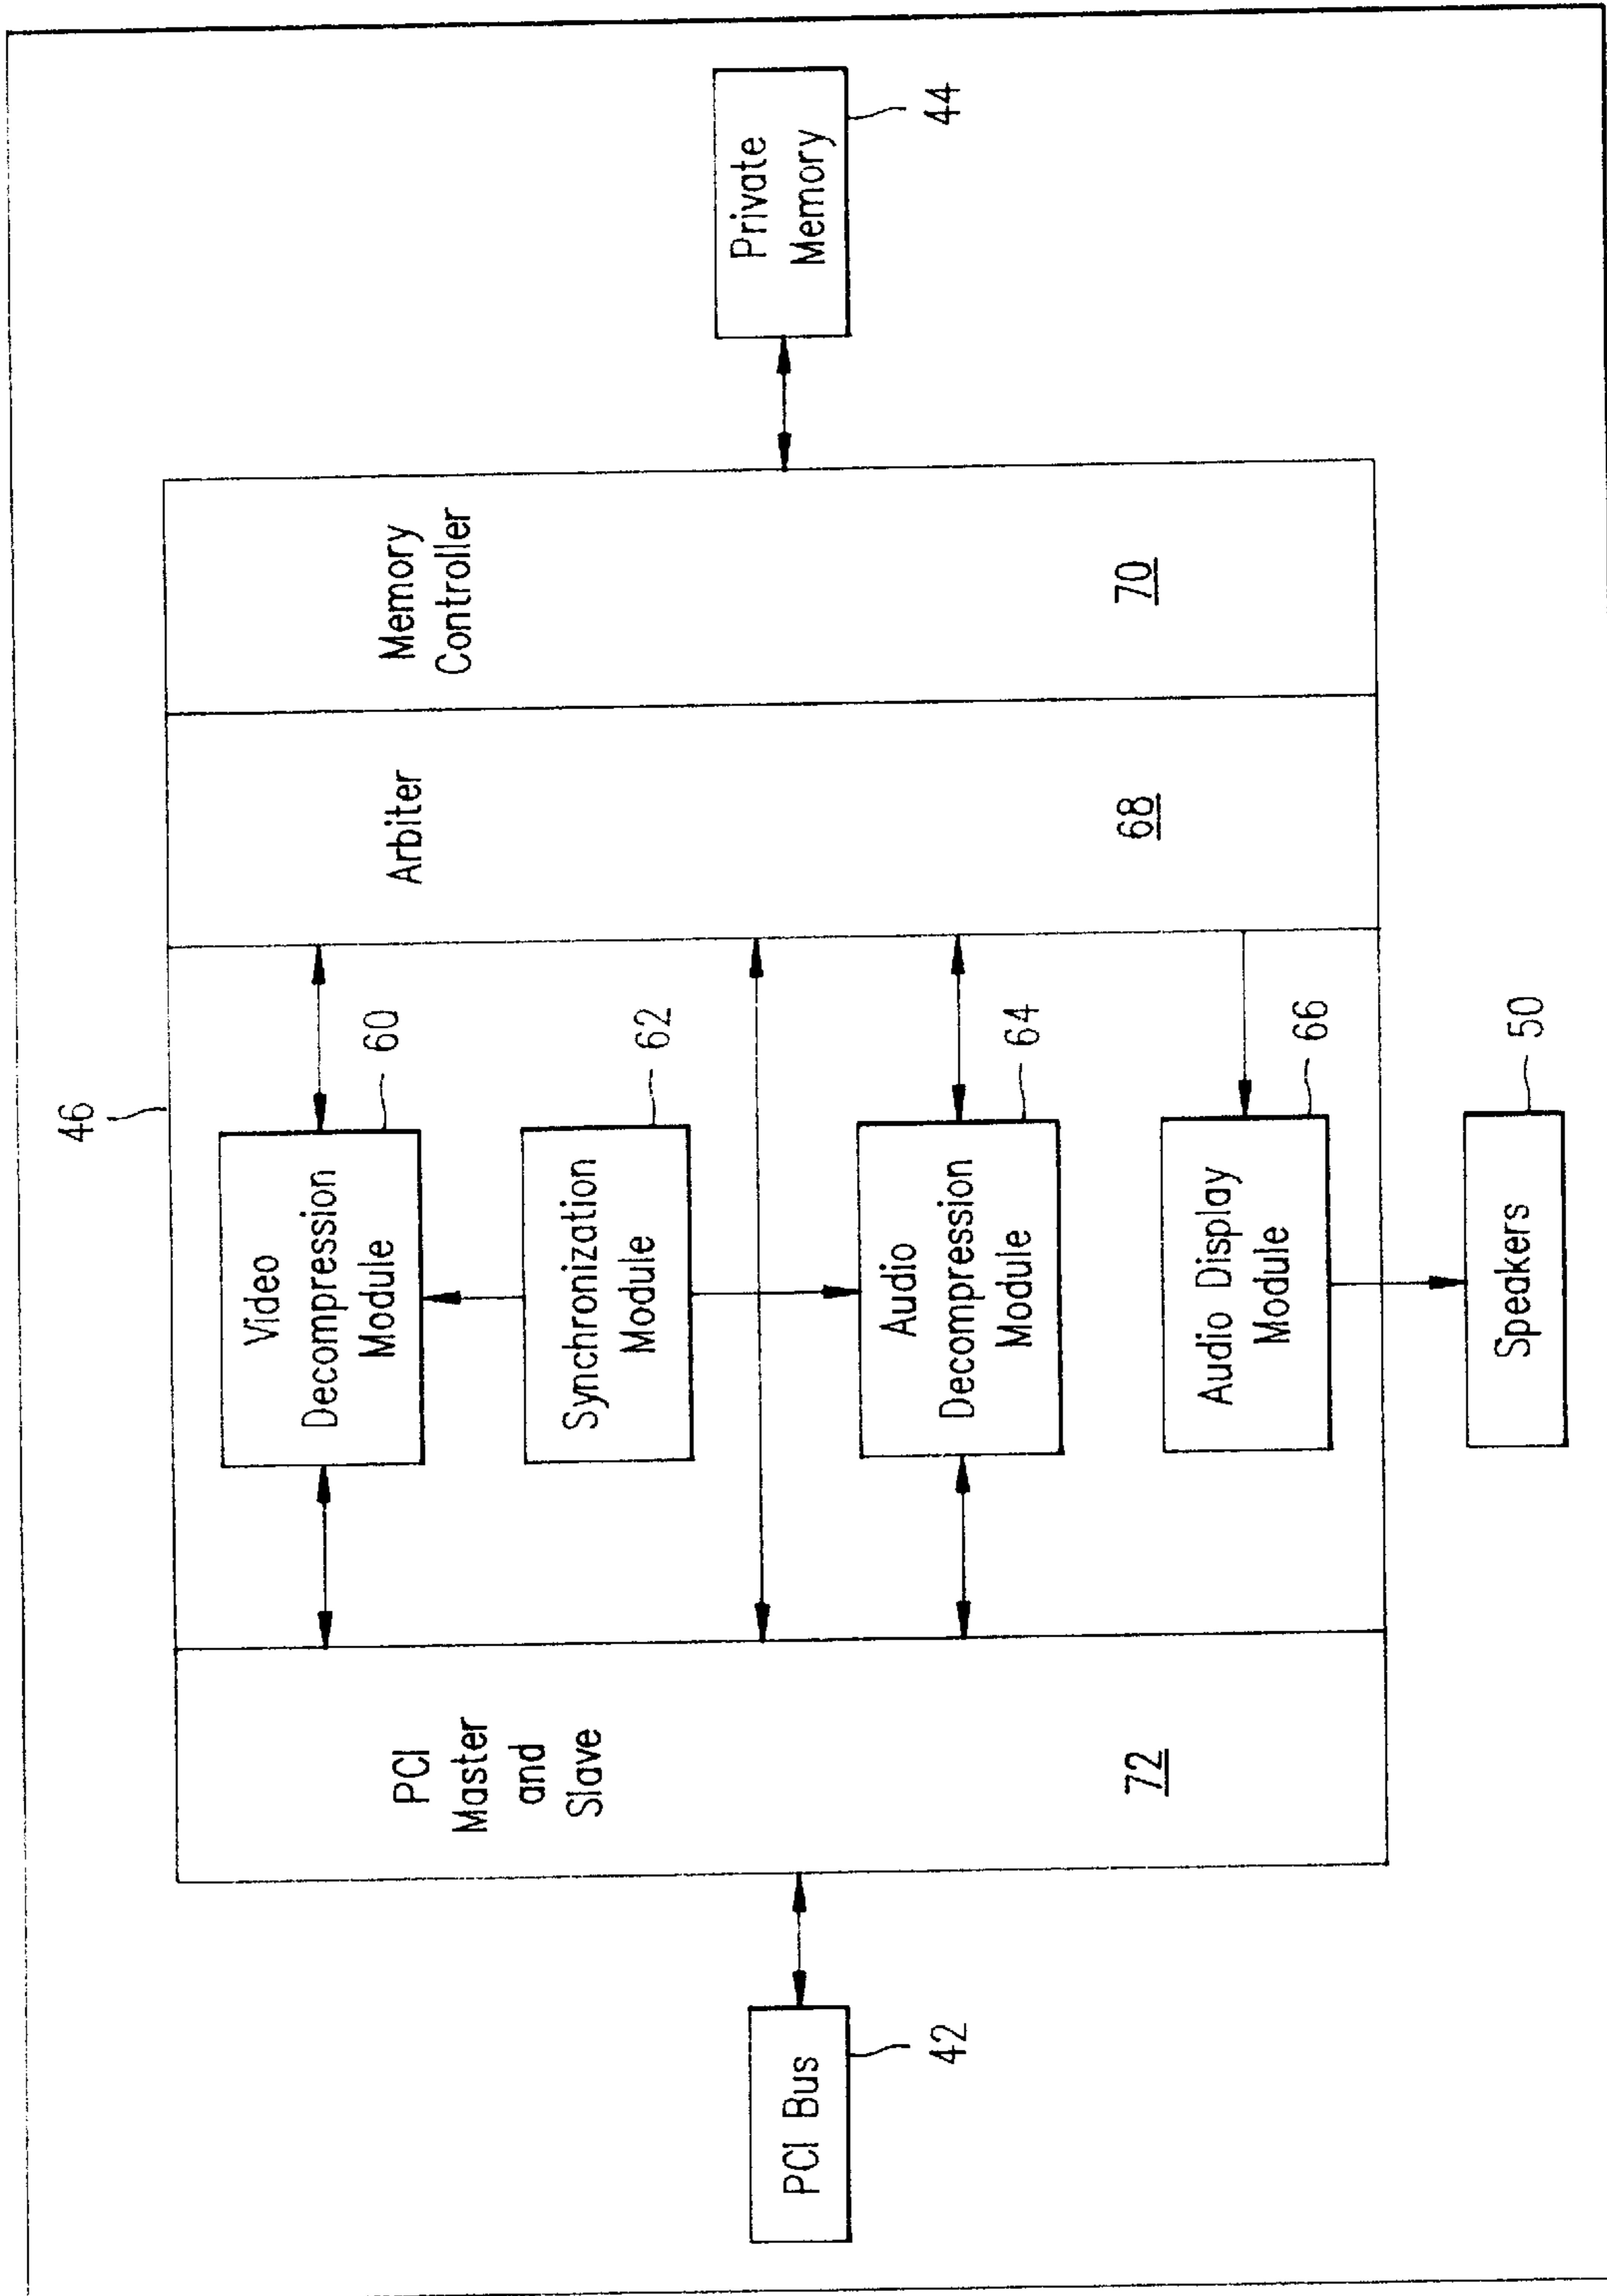 46
PCI Bus
42
PCI
Master
and
Slave
72
Video
Decompression
Module
60
Synchronization
Module
62
Audio
Decompression
Module
64
Audio Display
Module
66
Speakers
50
Arbiter
68
Memory
Controller
70
Private
Memory
44